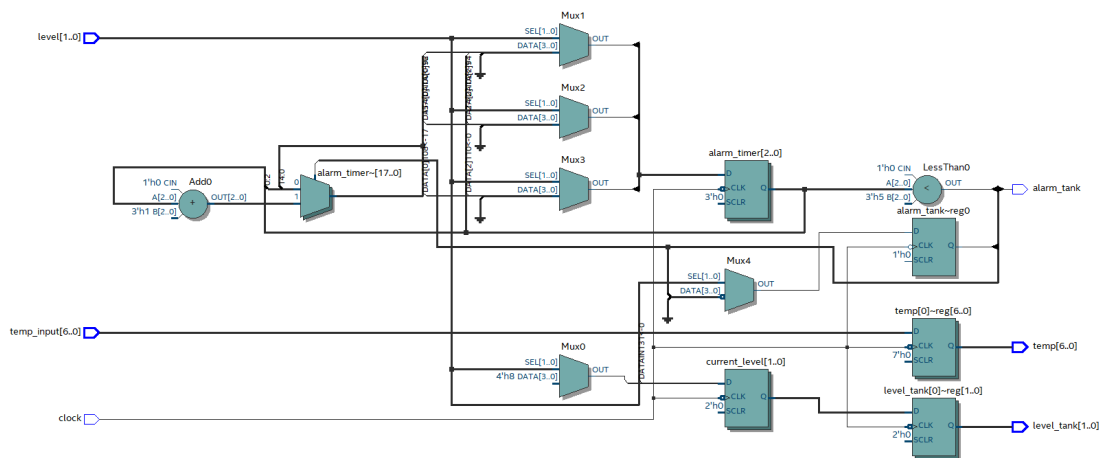 Mux1
level[1..0]
SEL[1..0]
DATA[3..0]
OUT
Mux2
SEL[1..0]
DATA[3..0]
OUT
Mux3
SEL[1..0]
DATA[3..0]
OUT
alarm_timer[2..0]
D
CLK
3'h0
SCLR
Q
LessThan0
1'h0 CIN
A[2..0]
3'h5 B[2..0]
<
OUT
alarm_tank
Add0
1'h0 CIN
A[2..0]
3'h1 B[2..0]
+
OUT[2..0]
alarm_timer~[17..0]
0
1
alarm_tank~reg0
D
CLK
1'h0
SCLR
Q
Mux4
SEL[1..0]
DATA[3..0]
OUT
temp_input[6..0]
temp[0]~reg[6..0]
D
CLK
7'h0
SCLR
Q
temp[6..0]
Mux0
SEL[1..0]
4'h8 DATA[3..0]
OUT
current_level[1..0]
D
CLK
2'h0
SCLR
Q
level_tank[0]~reg[1..0]
D
CLK
2'h0
SCLR
Q
level_tank[1..0]
clock